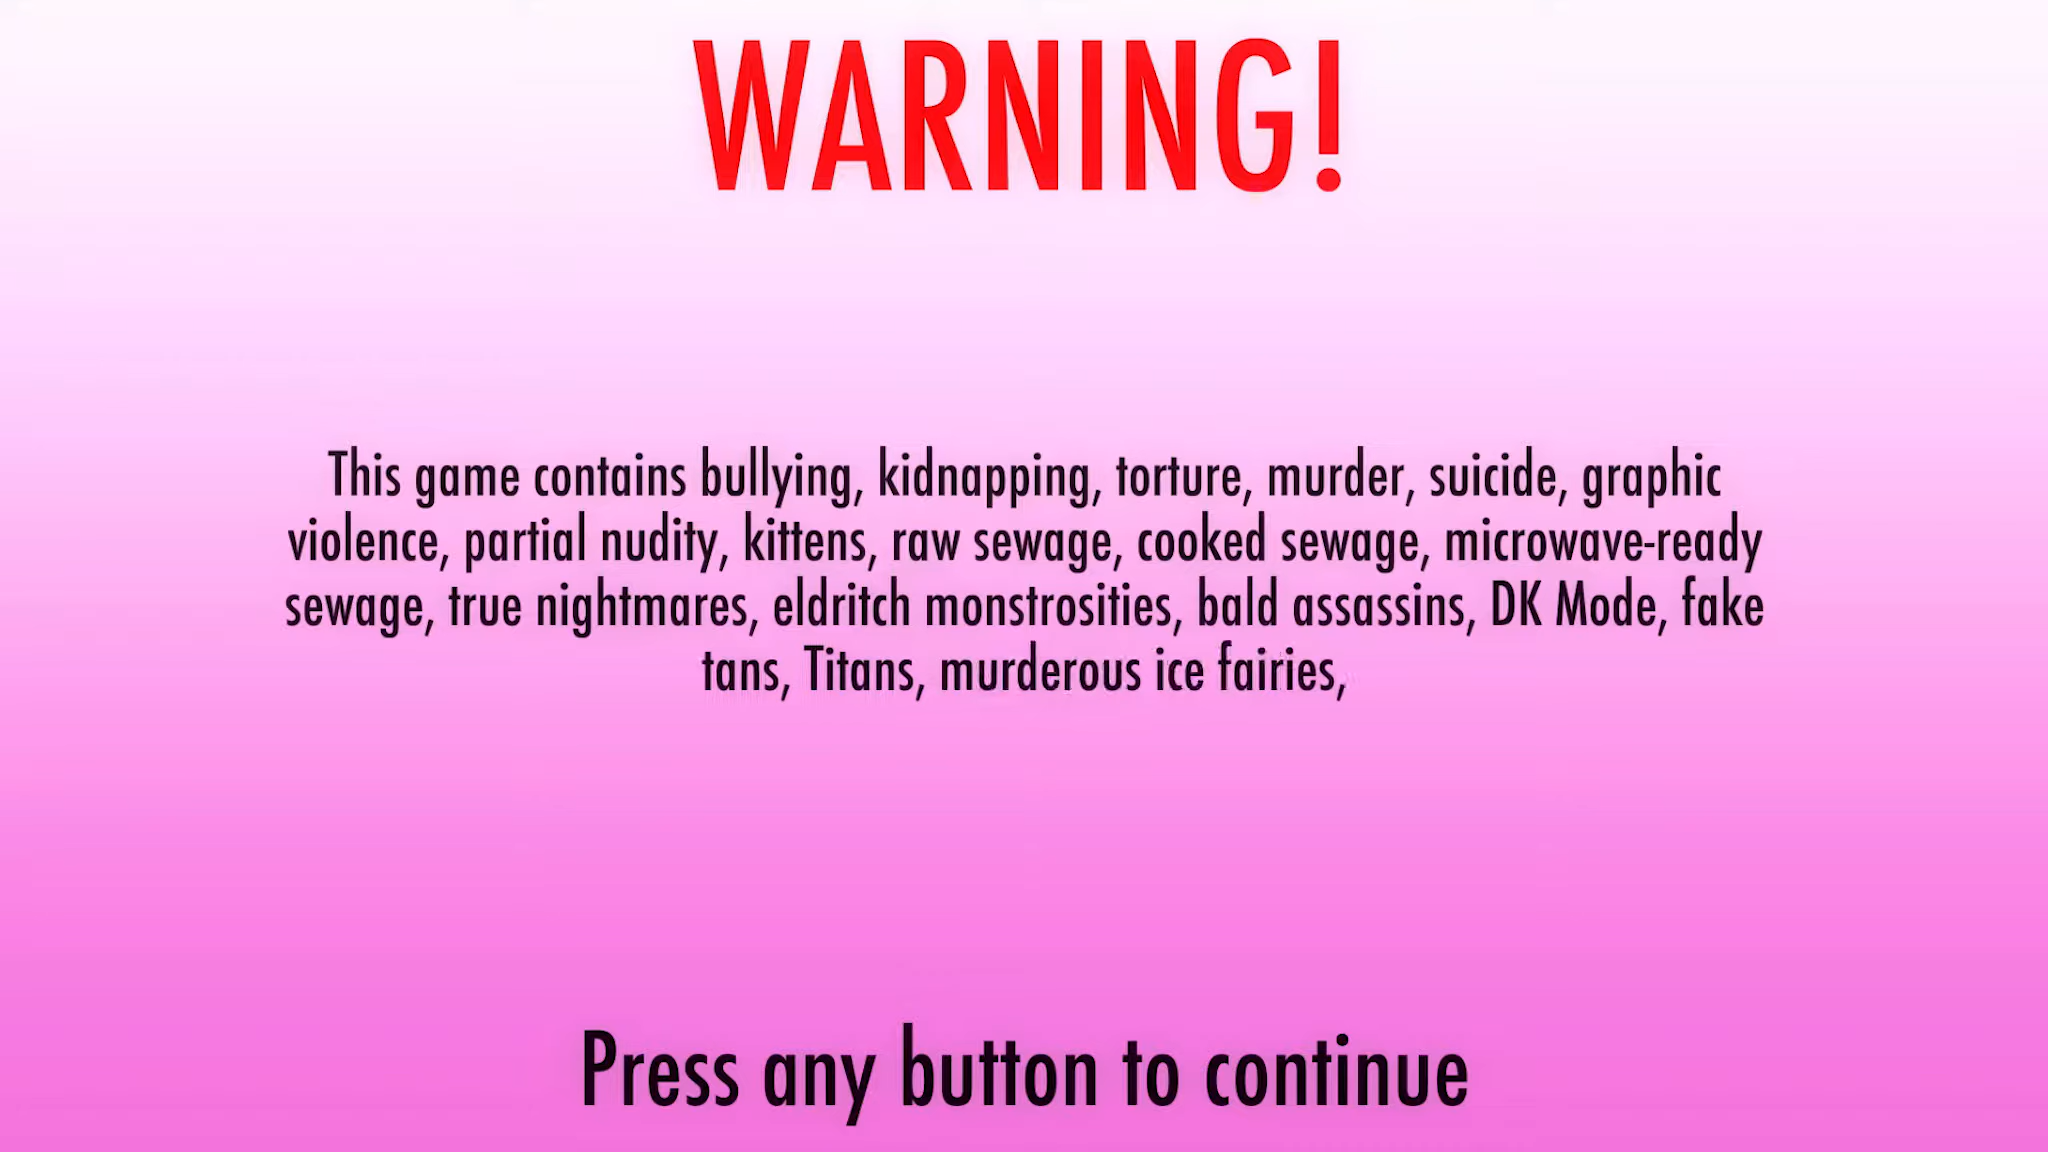 WARNING!
This game contains bullying, kidnapping, torture, murder, suicide, graphic
violence, partial nudity, kittens, raw sewage, cooked sewage, microwave-ready
sewage, true nightmares, eldritch monstrosities, bald assassins, DK Mode, fake
tans, Titans, murderous ice fairies,
Press any button to continue